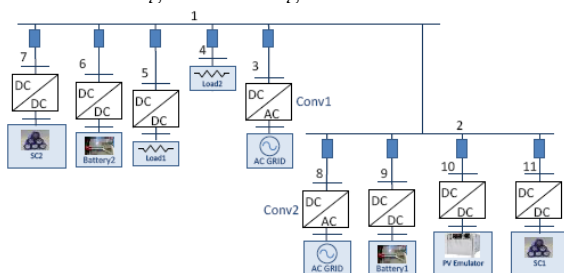 1
7
6
5
4
3
DC
DC
SC2
DC
DC
Battery2
DC
DC
Load1
Load2
DC
AC
Conv1
AC GRID
2
8
9
10
11
Conv2
DC
AC
AC GRID
DC
DC
Battery1
DC
DC
PV Emulator
DC
DC
SC1